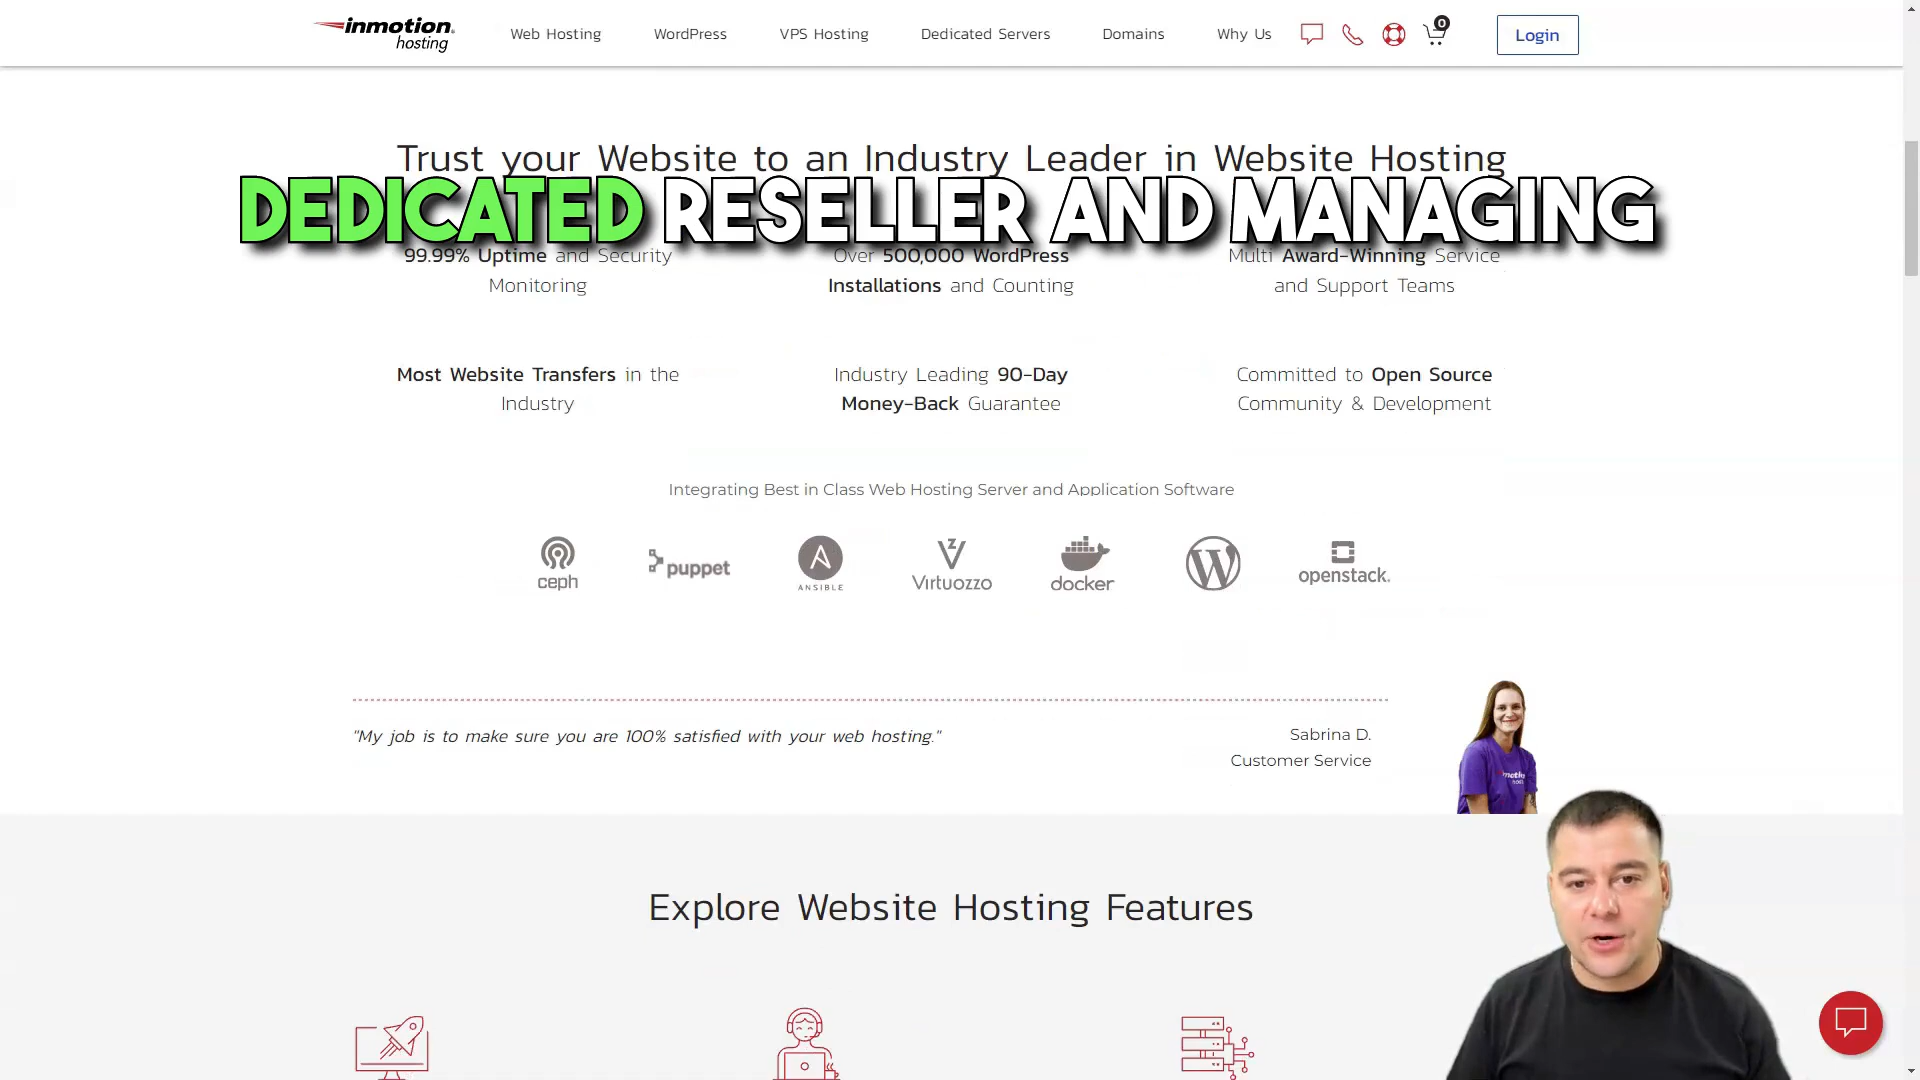 inmotion
hosting
Web Hosting
WordPress
VPS Hosting
Dedicated Servers
Domains
Why Us
0
Login
Trust your Website to an Industry Leader in Website Hosting
DEDICATED RESELLER AND MANAGING
99.99% Uptime and Security
Monitoring
Over 500,000 WordPress
Installations and Counting
Multi Award-Winning Service
and Support Teams
Most Website Transfers in the
Industry
Industry Leading 90-Day
Money-Back Guarantee
Committed to Open Source
Community & Development
Integrating Best in Class Web Hosting Server and Application Software
ceph
puppet
ANSIBLE
Virtuozzo
docker
openstack.
"My job is to make sure you are 100% satisfied with your web hosting."
Sabrina D.
Customer Service
Explore Website Hosting Features